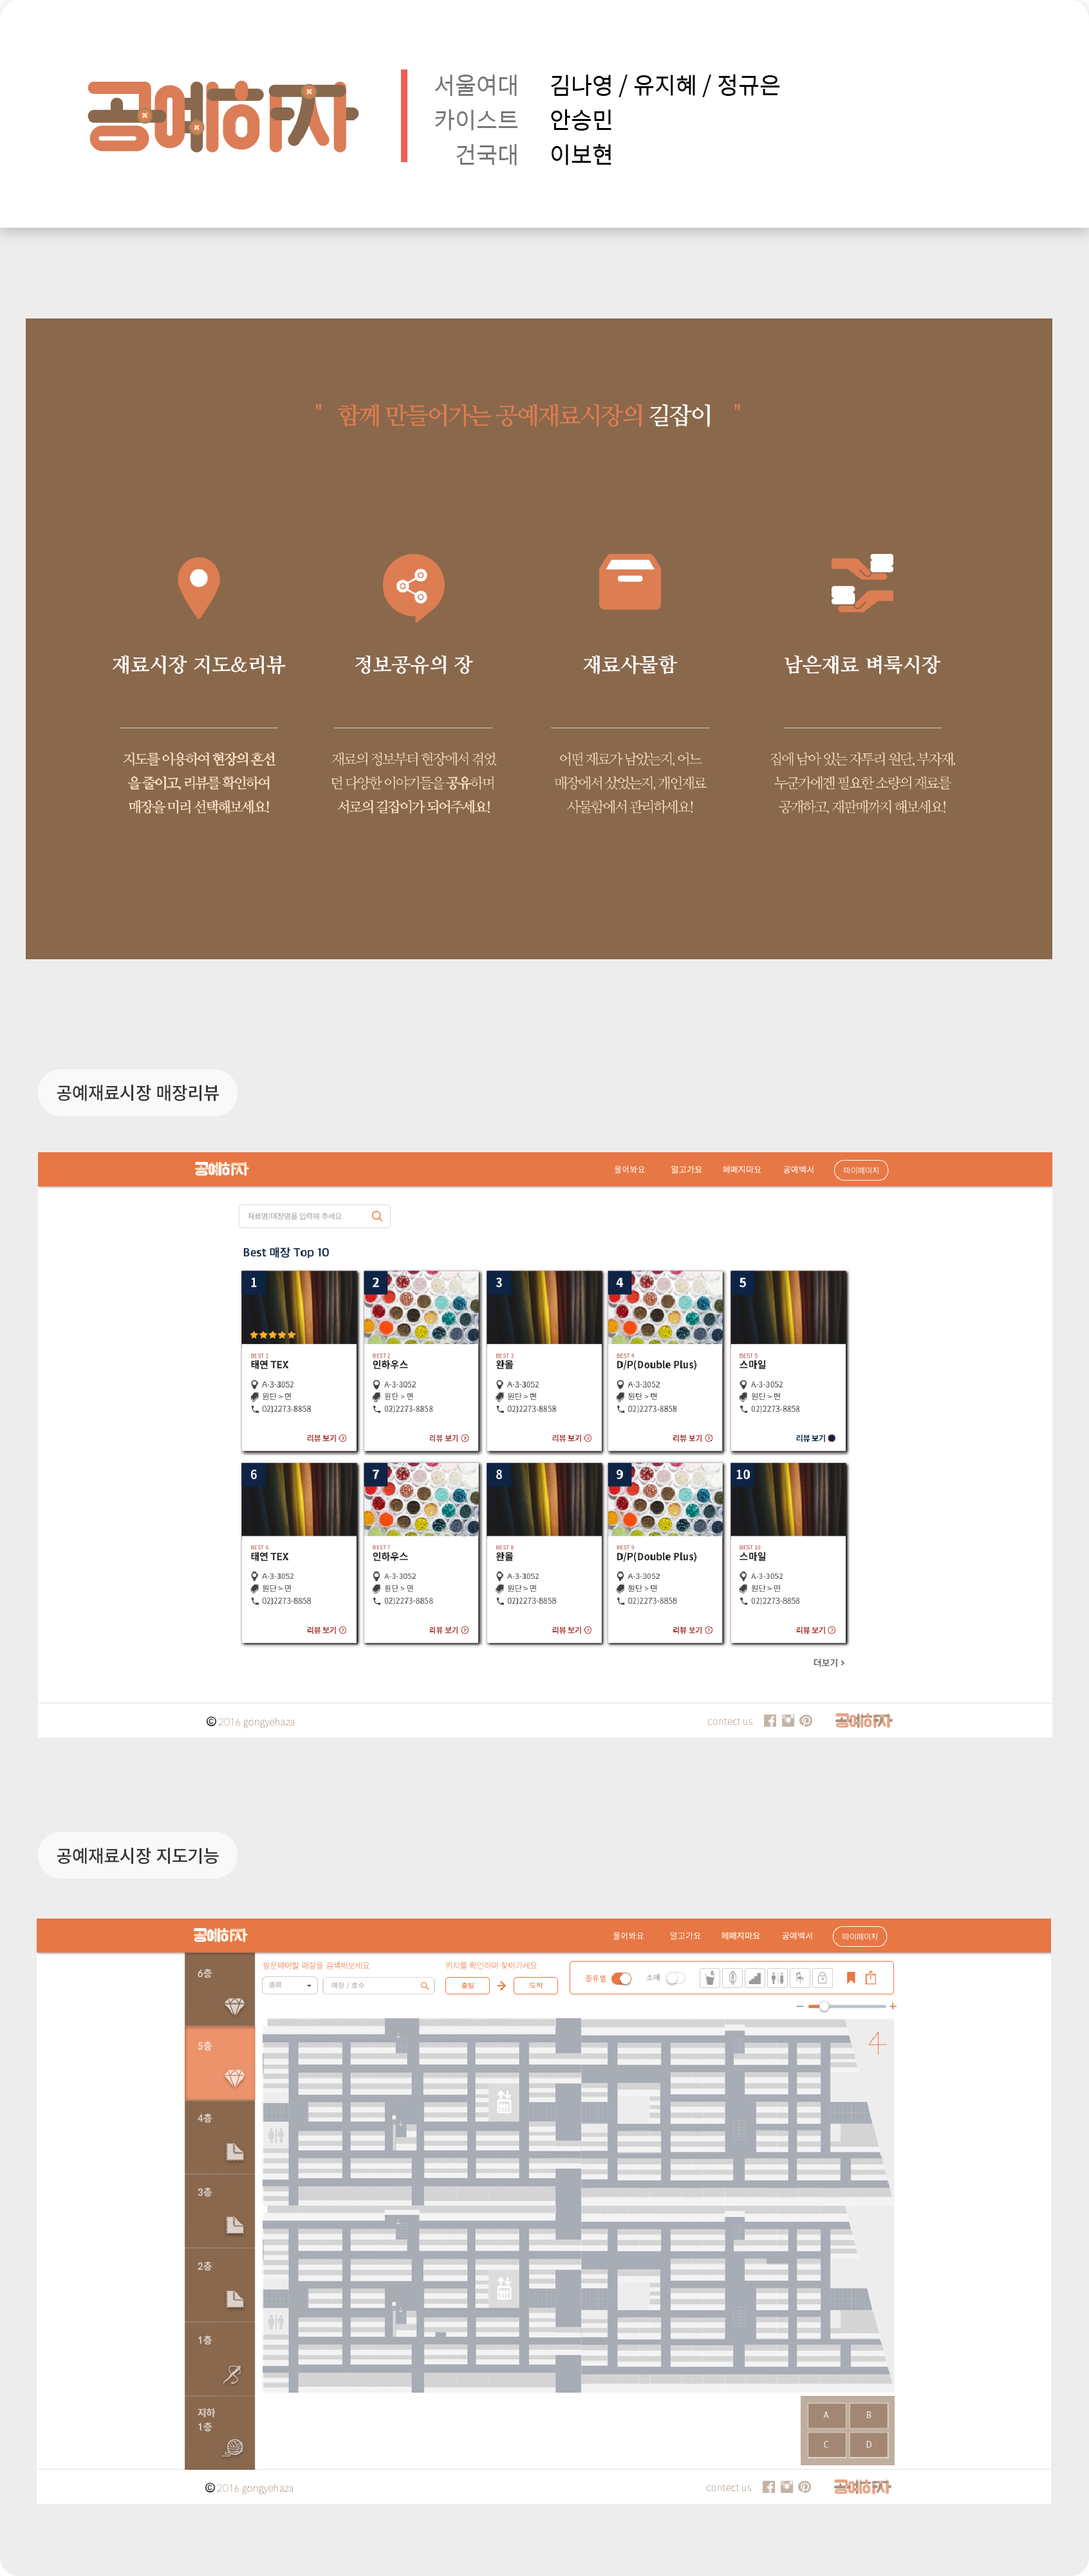 공예하자
서울여대 김나영 / 유지혜 / 정규은
카이스트 안승민
건국대 이보현
" 함께 만들어가는 공예재료시장의 길잡이 "
재료시장 지도&리뷰
지도를 이용하여 현장의 혼선
을 줄이고, 리뷰를 확인하여
매장을 미리 선택해보세요!
정보공유의 장
재료의 정보부터 현장에서 겪었
던 다양한 이야기들을 공유하며
서로의 길잡이가 되어주세요!
재료사물함
어떤 재료가 남았는지, 어느
매장에서 샀었는지, 개인재료
사물함에서 관리하세요!
남은재료 벼룩시장
집에 남아 있는 자투리 원단, 부자재.
누군가에겐 필요한 소량의 재료를
공개하고, 재판매까지 해보세요!
공예재료시장 매장리뷰
공예하자 물어봐요 알고가요 헤매지마요 공예백서 마이페이지
재료명/매장명을 입력해 주세요
Best 매장 Top 10
1 2 3 4 5
BEST 1 BEST 2 BEST 3 BEST 4 BEST 5
태연 TEX 인하우스 완올 D/P(Double Plus) 스마일
A-3-3052 A-3-3052 A-3-3052 A-3-3052 A-3-3052
원단 > 면 원단 > 면 원단 > 면 원단 > 면 원단 > 면
02)2273-8858 02)2273-8858 02)2273-8858 02)2273-8858 02)2273-8858
리뷰 보기 리뷰 보기 리뷰 보기 리뷰 보기 리뷰 보기
6 7 8 9 10
BEST 6 BEST 7 BEST 8 BEST 9 BEST 10
태연 TEX 인하우스 완올 D/P(Double Plus) 스마일
A-3-3052 A-3-3052 A-3-3052 A-3-3052 A-3-3052
원단 > 면 원단 > 면 원단 > 면 원단 > 면 원단 > 면
02)2273-8858 02)2273-8858 02)2273-8858 02)2273-8858 02)2273-8858
리뷰 보기 리뷰 보기 리뷰 보기 리뷰 보기 리뷰 보기
더보기 >
© 2016 gongyehaza contect us 공예하자
공예재료시장 지도기능
공예하자 물어봐요 알고가요 헤매지마요 공예백서 마이페이지
방문해야할 매장을 검색해보세요 위치를 확인하며 찾아가세요
종류 매장 / 호수 출발 도착 종류별 소매
6층
5층
4층
3층
2층
1층
지하
1층
4
A B
C D
© 2016 gongyehaza contect us 공예하자